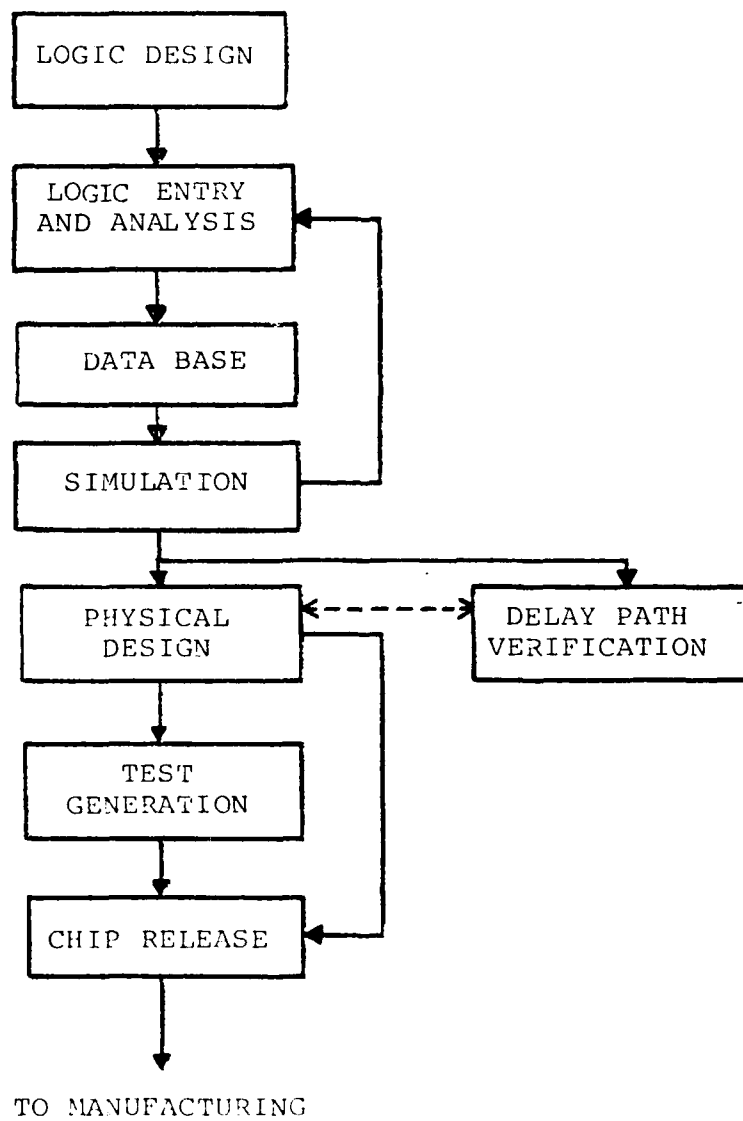 LOGIC DESIGN
LOGIC ENTRY
AND ANALYSIS
DATA BASE
SIMULATION
PHYSICAL
DESIGN
DELAY PATH
VERIFICATION
TEST
GENERATION
CHIP RELEASE
TO MANUFACTURING